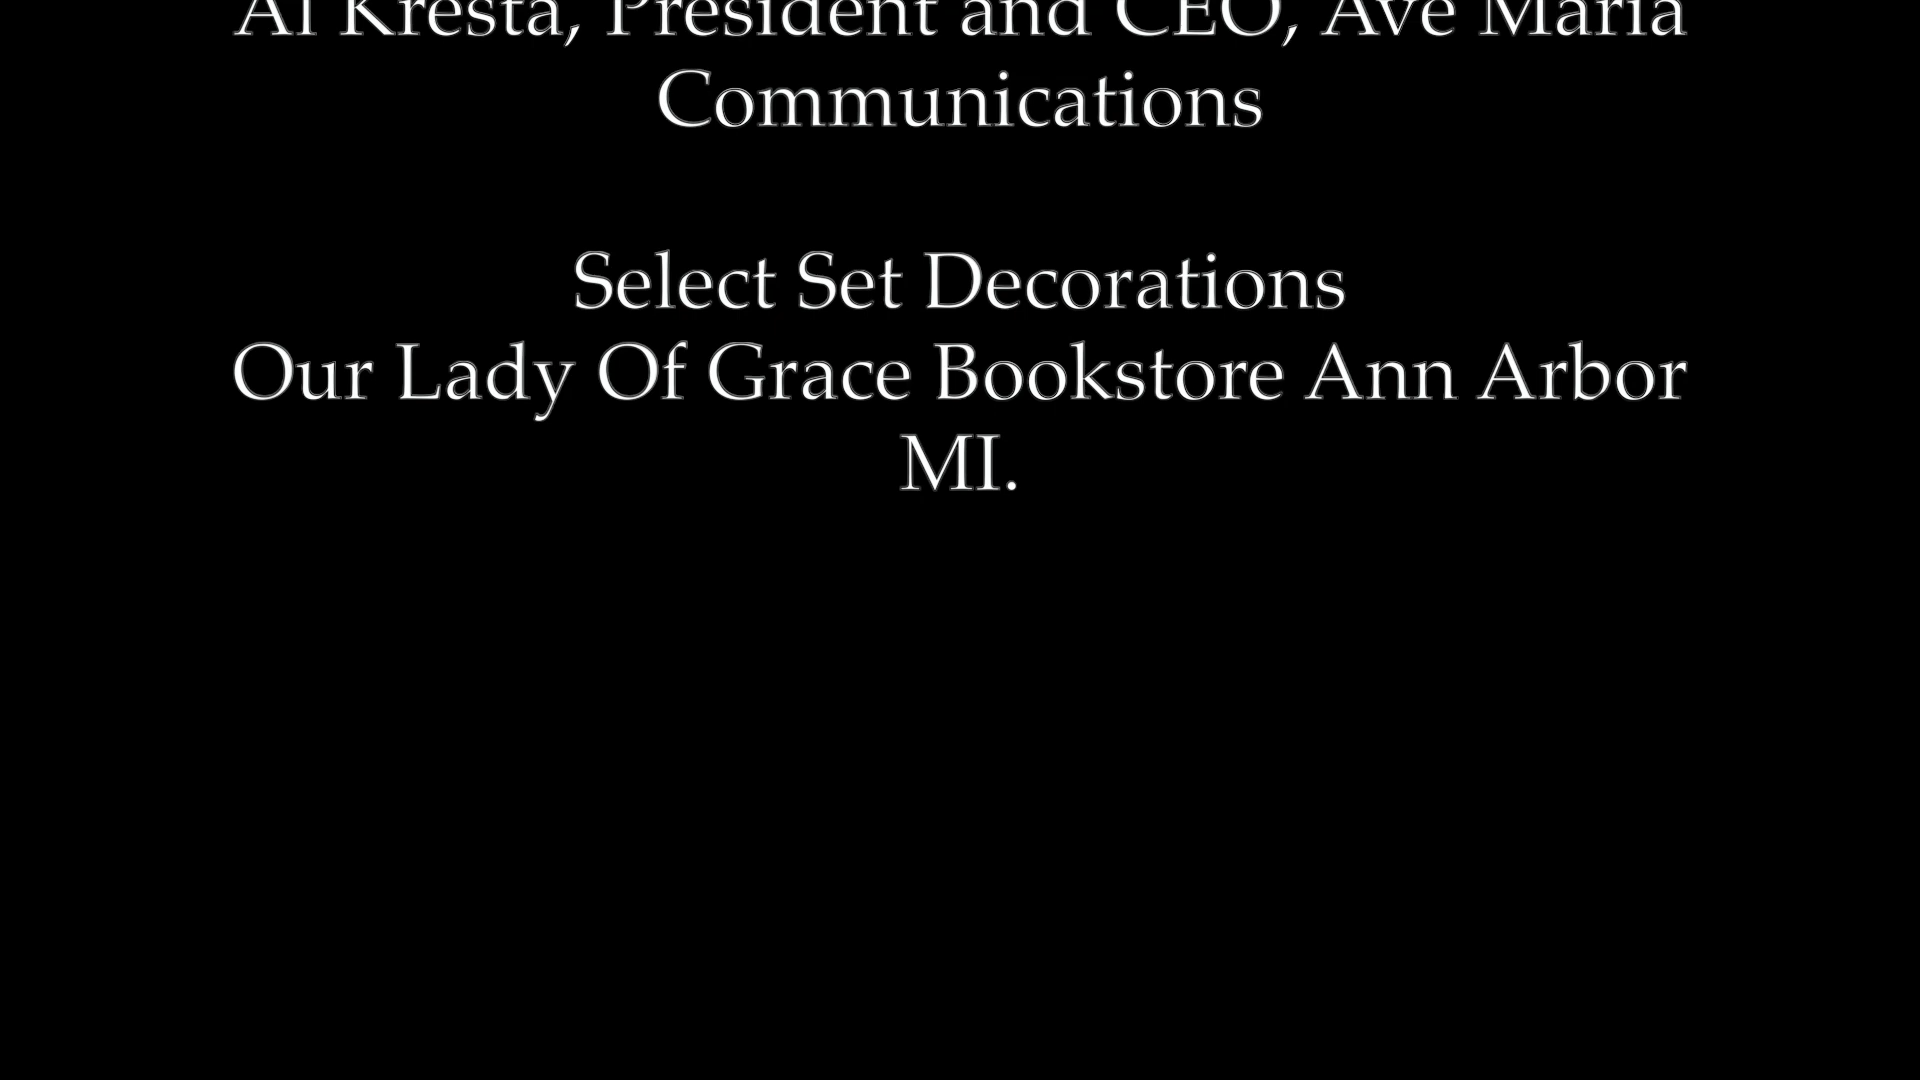 Al Kresta, President and CEO, Ave Maria
Communications
Select Set Decorations
Our Lady Of Grace Bookstore Ann Arbor
MI.